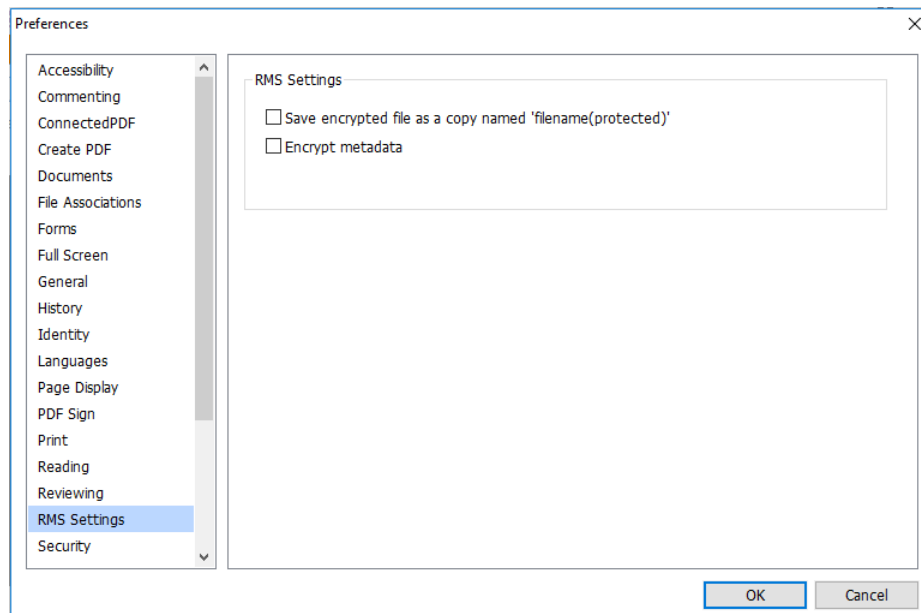 Preferences
Accessibility
Commenting
ConnectedPDF
Create PDF
Documents
File Associations
Forms
Full Screen
General
History
Identity
Languages
Page Display
PDF Sign
Print
Reading
Reviewing
RMS Settings
Security
RMS Settings
Save encrypted file as a copy named 'filename(protected)'
Encrypt metadata
OK
Cancel